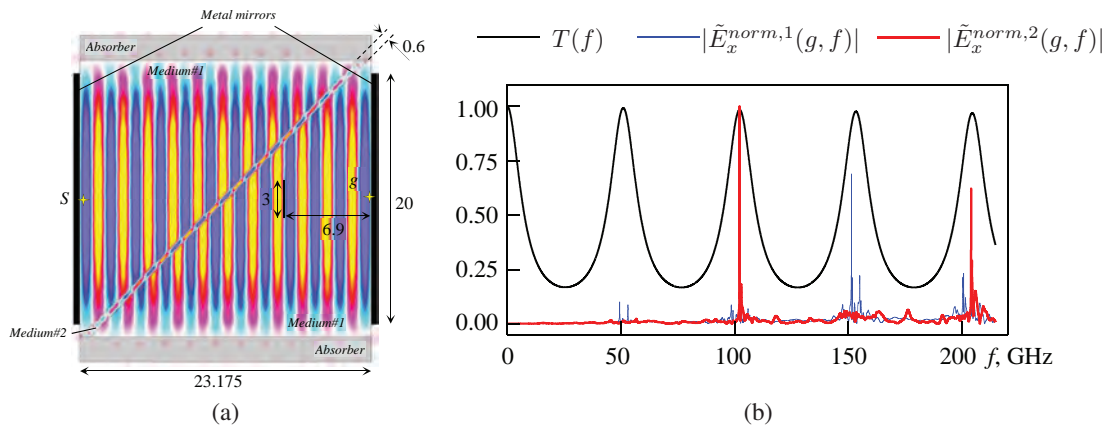 Metal mirrors
Absorber
0.6
Medium#1
S
g
3
20
6.9
Medium#2
Medium#1
Absorber
23.175
(a)
T(f)
|Ẽ_x^{norm,1}(g, f)|
|Ẽ_x^{norm,2}(g, f)|
1.00
0.75
0.50
0.25
0.00
0 50 100 150 200 f, GHz
(b)